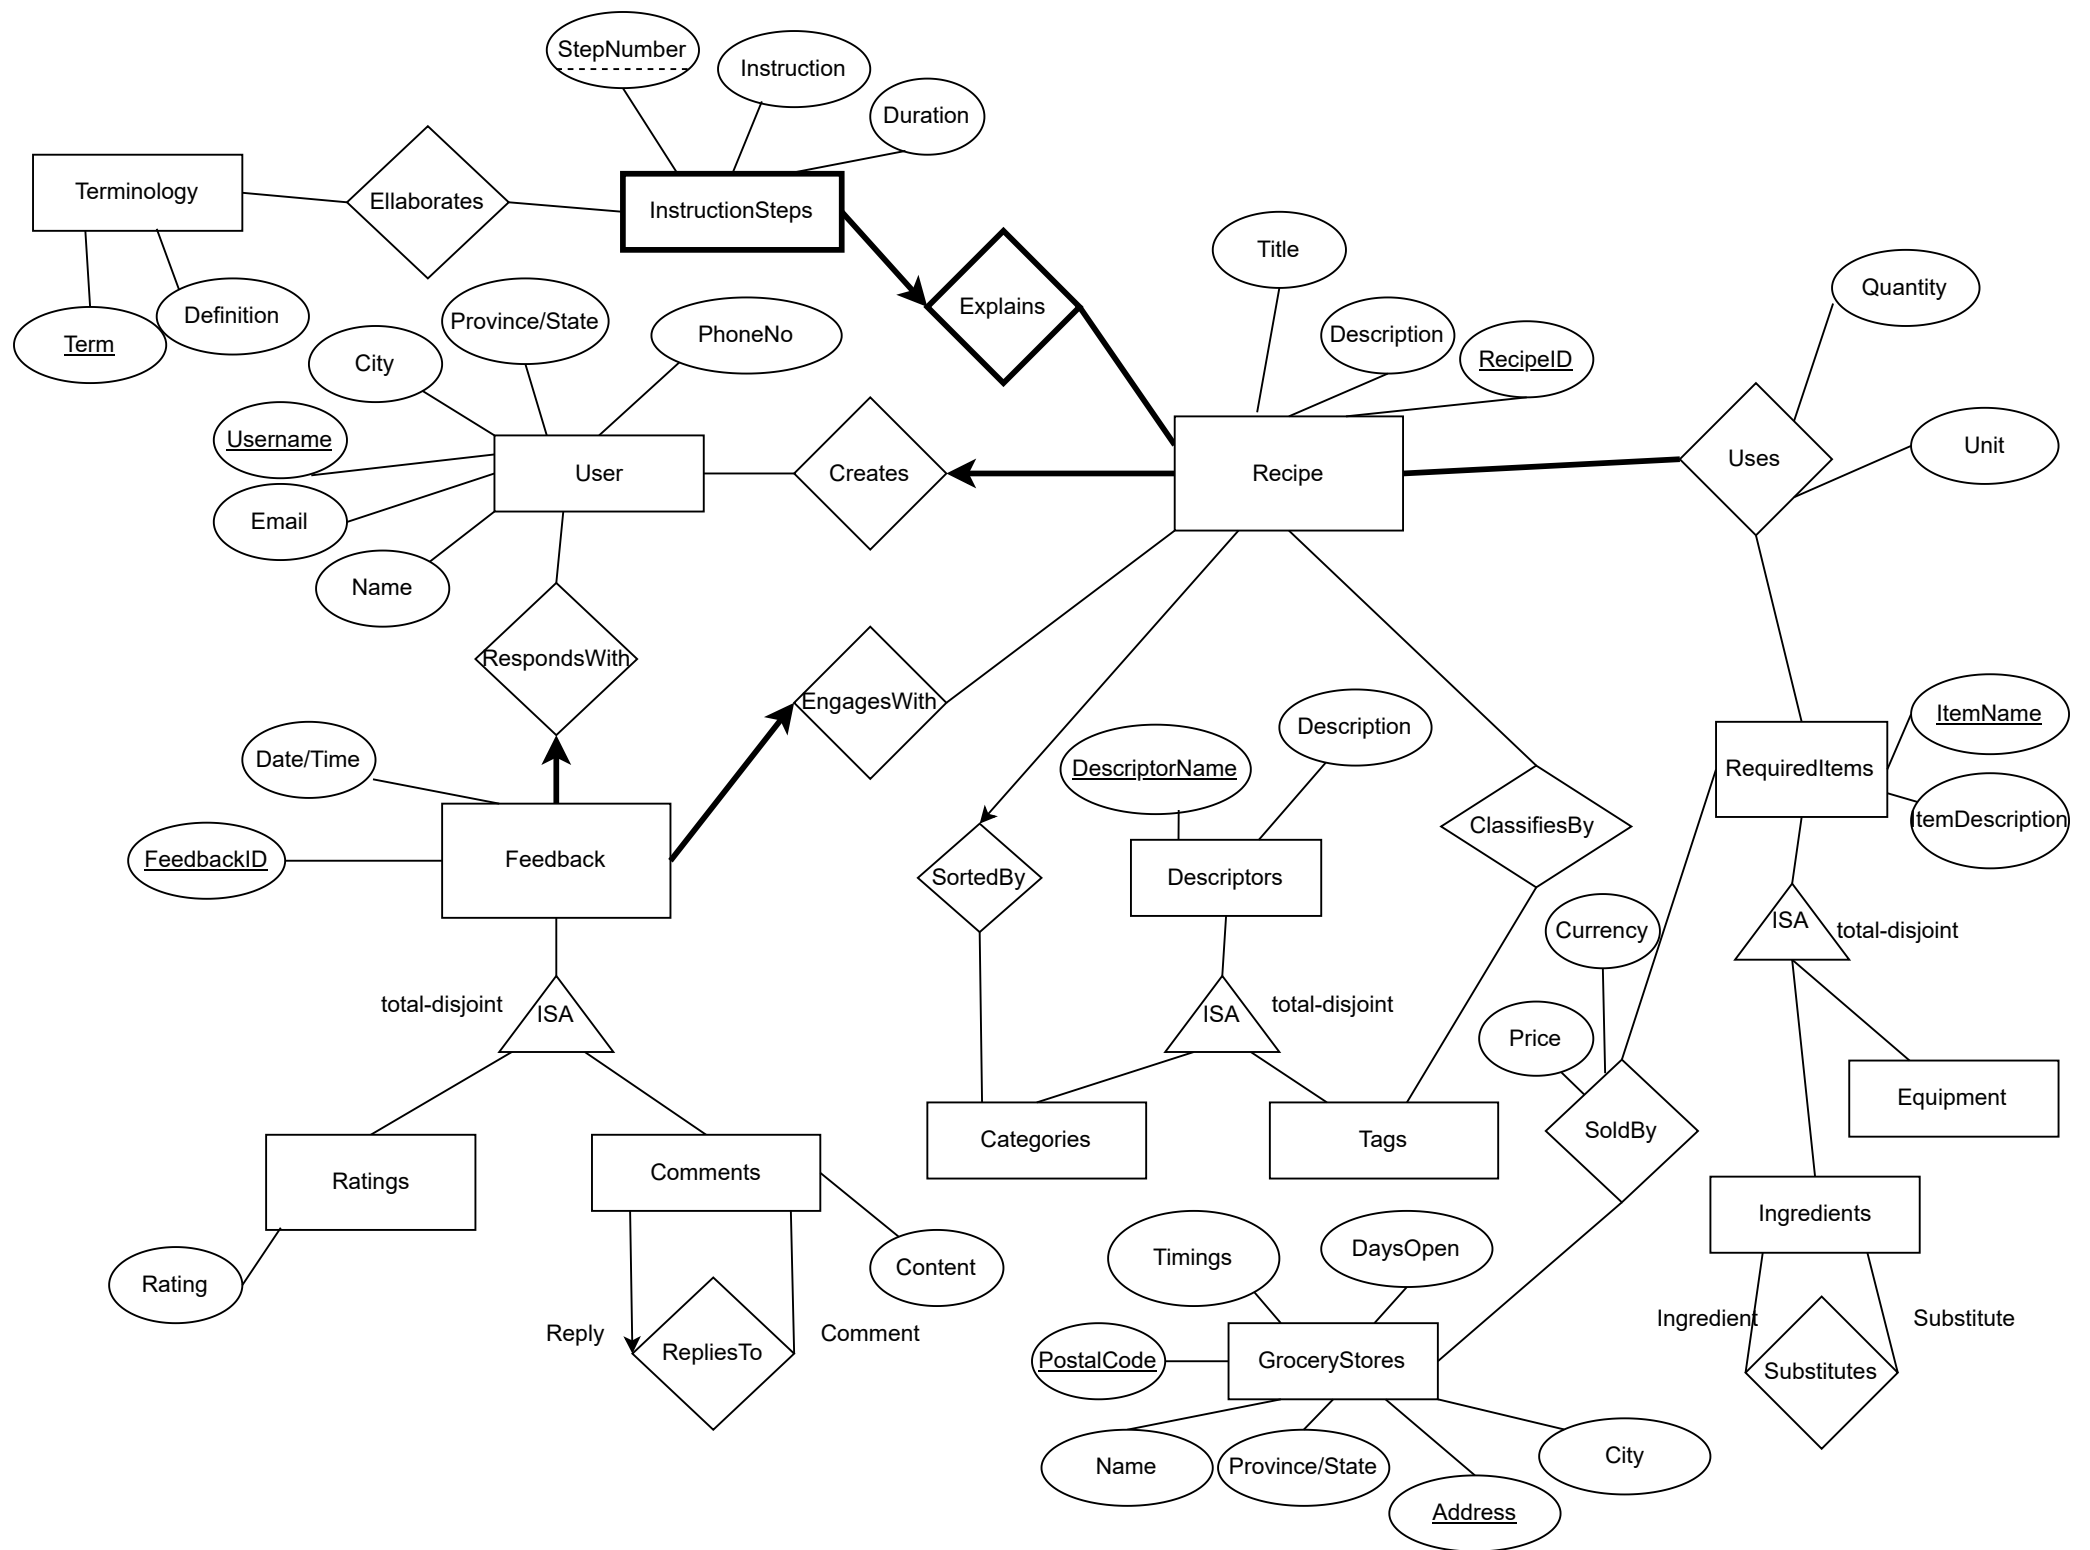 StepNumber
Instruction
Duration
Terminology
Ellaborates
InstructionSteps
Term
Definition
Explains
Title
Description
RecipeID
Quantity
Unit
Uses
City
Province/State
PhoneNo
Username
Email
Name
User
Creates
Recipe
RespondsWith
EngagesWith
Date/Time
FeedbackID
Feedback
DescriptorName
Description
SortedBy
Descriptors
ClassifiesBy
RequiredItems
ItemName
ItemDescription
ISA
total-disjoint
Currency
Price
SoldBy
total-disjoint
ISA
ISA
total-disjoint
Equipment
Ratings
Comments
Categories
Tags
Ingredients
Rating
Content
Reply
RepliesTo
Comment
Timings
DaysOpen
PostalCode
GroceryStores
Ingredient
Substitute
Substitutes
Name
Province/State
Address
City